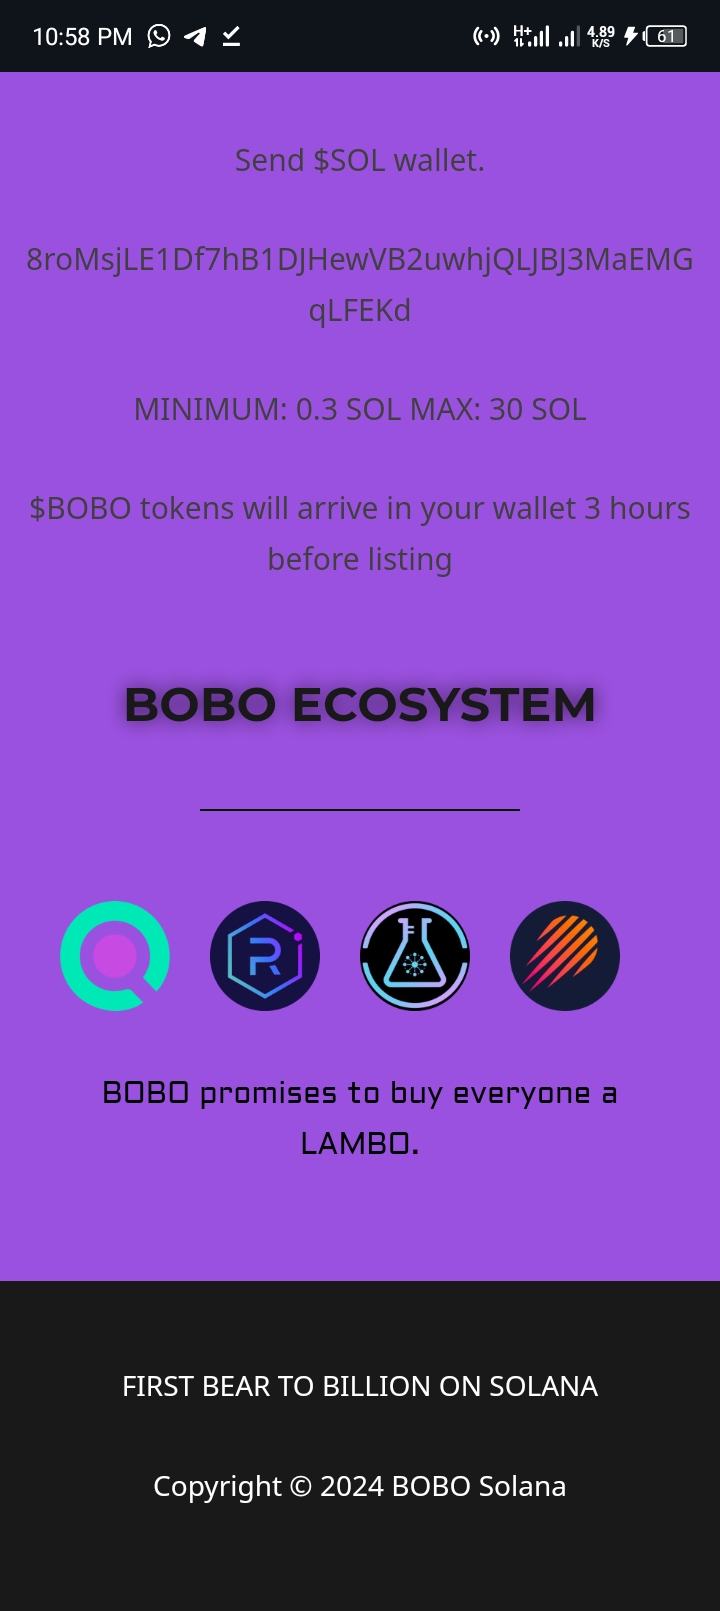 10:58 PM
H+
4.89
K/S
61
Send $SOL wallet.
8roMsjLE1Df7hB1DJHewVB2uwhjQLJBJ3MaEMG
qLFEKd
MINIMUM: 0.3 SOL MAX: 30 SOL
$BOBO tokens will arrive in your wallet 3 hours
before listing
BOBO ECOSYSTEM
BOBO promises to buy everyone a
LAMBO.
FIRST BEAR TO BILLION ON SOLANA
Copyright © 2024 BOBO Solana